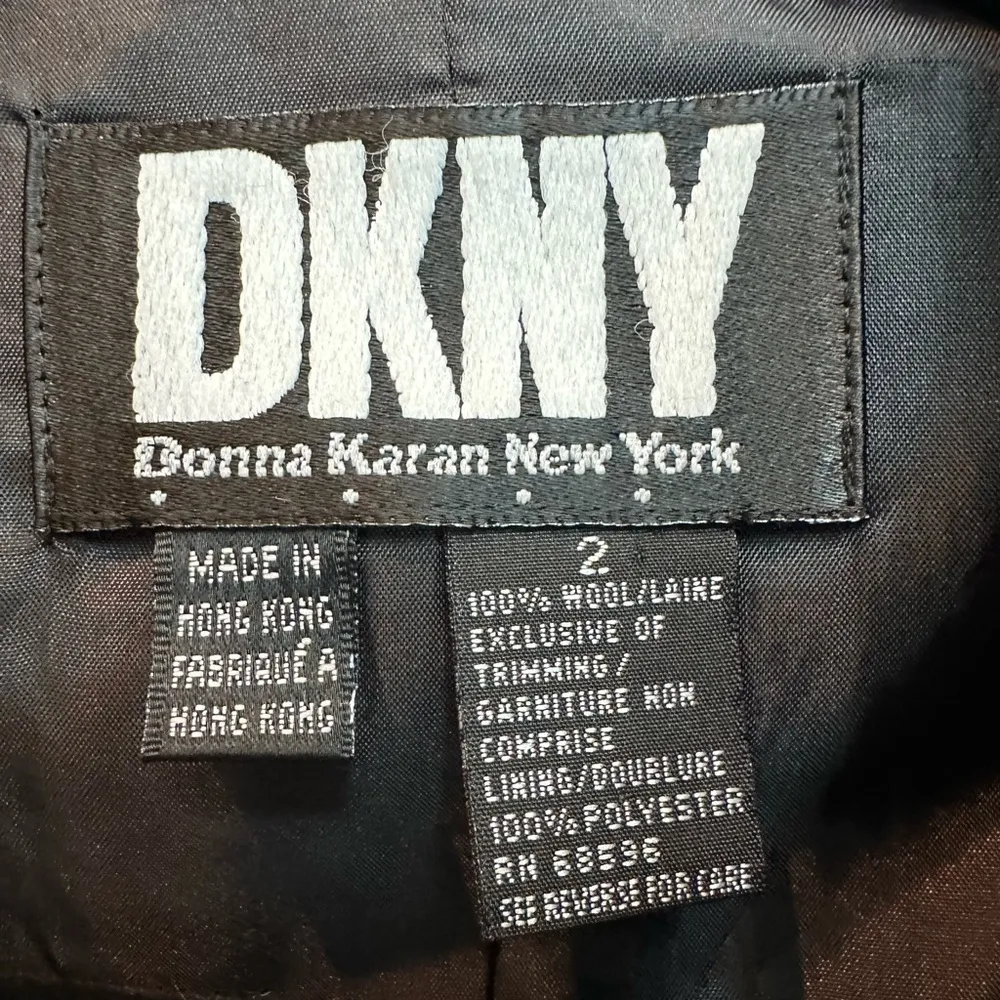 DKNY
Donna Karan New York
MADE IN
HONG KONG
FABRIQUÉ À
HONG KONG
2
100% WOOL/LAINE
EXCLUSIVE OF
TRIMMING/
GARNITURE NON
COMPRISE
LINING/DOUBLURE
100% POLYESTER
RN 68536
SEE REVERSE FOR CARE